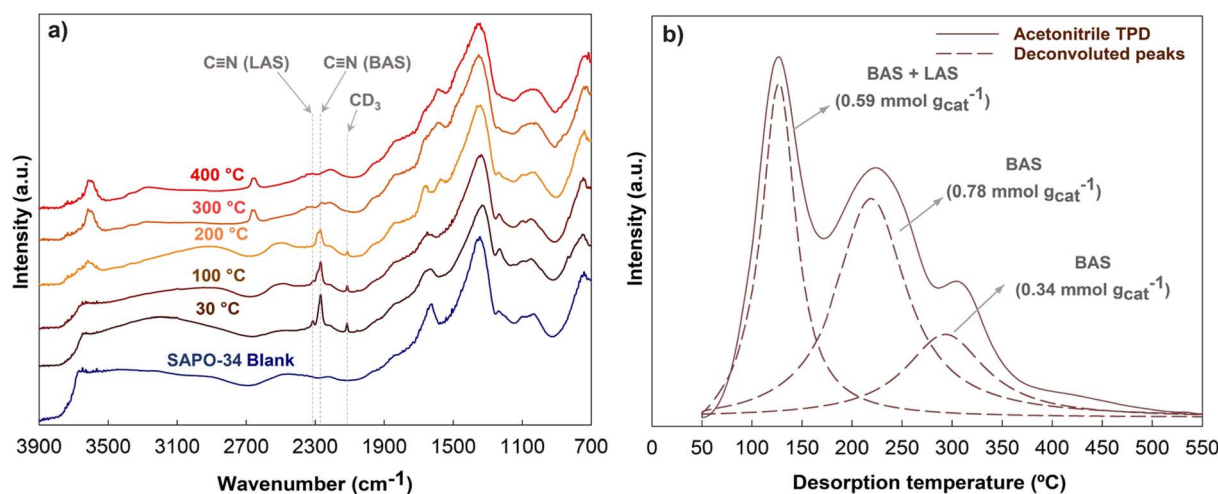 a)
C≡N (LAS)
C≡N (BAS)
CD₃
400 °C
300 °C
200 °C
100 °C
30 °C
SAPO-34 Blank
Intensity (a.u.)
3900 3500 3100 2700 2300 1900 1500 1100 700
Wavenumber (cm⁻¹)
b)
Acetonitrile TPD
Deconvoluted peaks
BAS + LAS
(0.59 mmol gcat⁻¹)
BAS
(0.78 mmol gcat⁻¹)
BAS
(0.34 mmol gcat⁻¹)
Intensity (a.u.)
0 50 100 150 200 250 300 350 400 450 500 550
Desorption temperature (ºC)